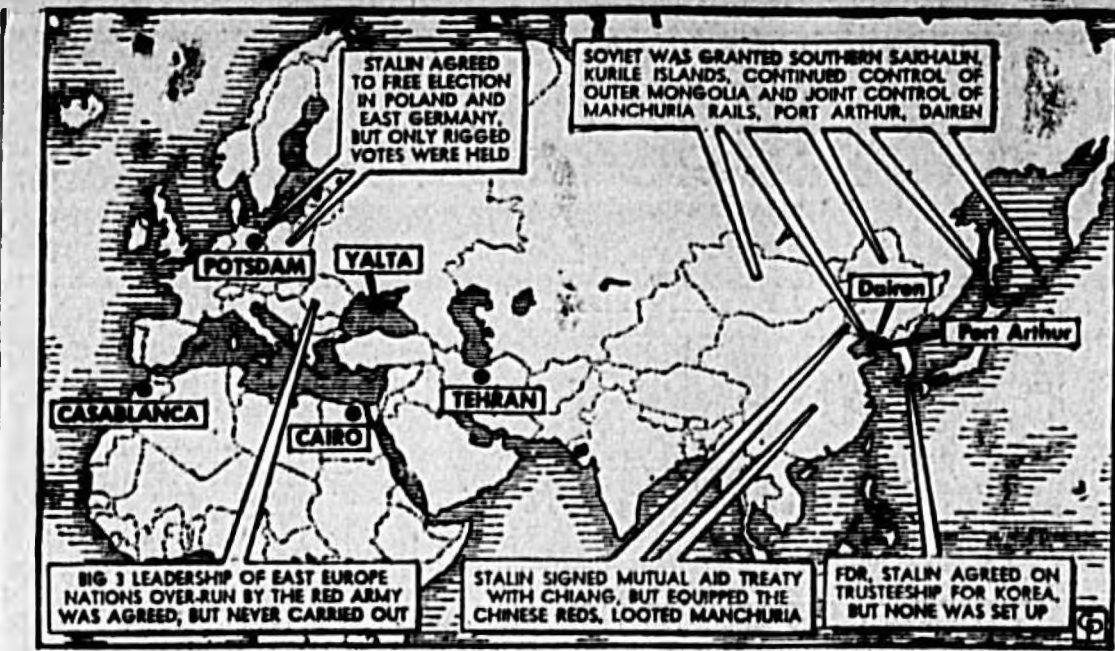 STALIN AGREED
TO FREE ELECTION
IN POLAND AND
EAST GERMANY,
BUT ONLY RIGGED
VOTES WERE HELD
SOVIET WAS GRANTED SOUTHERN SAKHALIN,
KURILE ISLANDS, CONTINUED CONTROL OF
OUTER MONGOLIA AND JOINT CONTROL OF
MANCHURIA RAILS, PORT ARTHUR, DAIREN
POTSDAM
YALTA
Dairen
Port Arthur
CASABLANCA
CAIRO
TEHRAN
BIG 3 LEADERSHIP OF EAST EUROPE
NATIONS OVER-RUN BY THE RED ARMY
WAS AGREED, BUT NEVER CARRIED OUT
STALIN SIGNED MUTUAL AID TREATY
WITH CHIANG, BUT EQUIPPED THE
CHINESE REDS, LOOTED MANCHURIA
FDR, STALIN AGREED ON
TRUSTEESHIP FOR KOREA,
BUT NONE WAS SET UP
CP